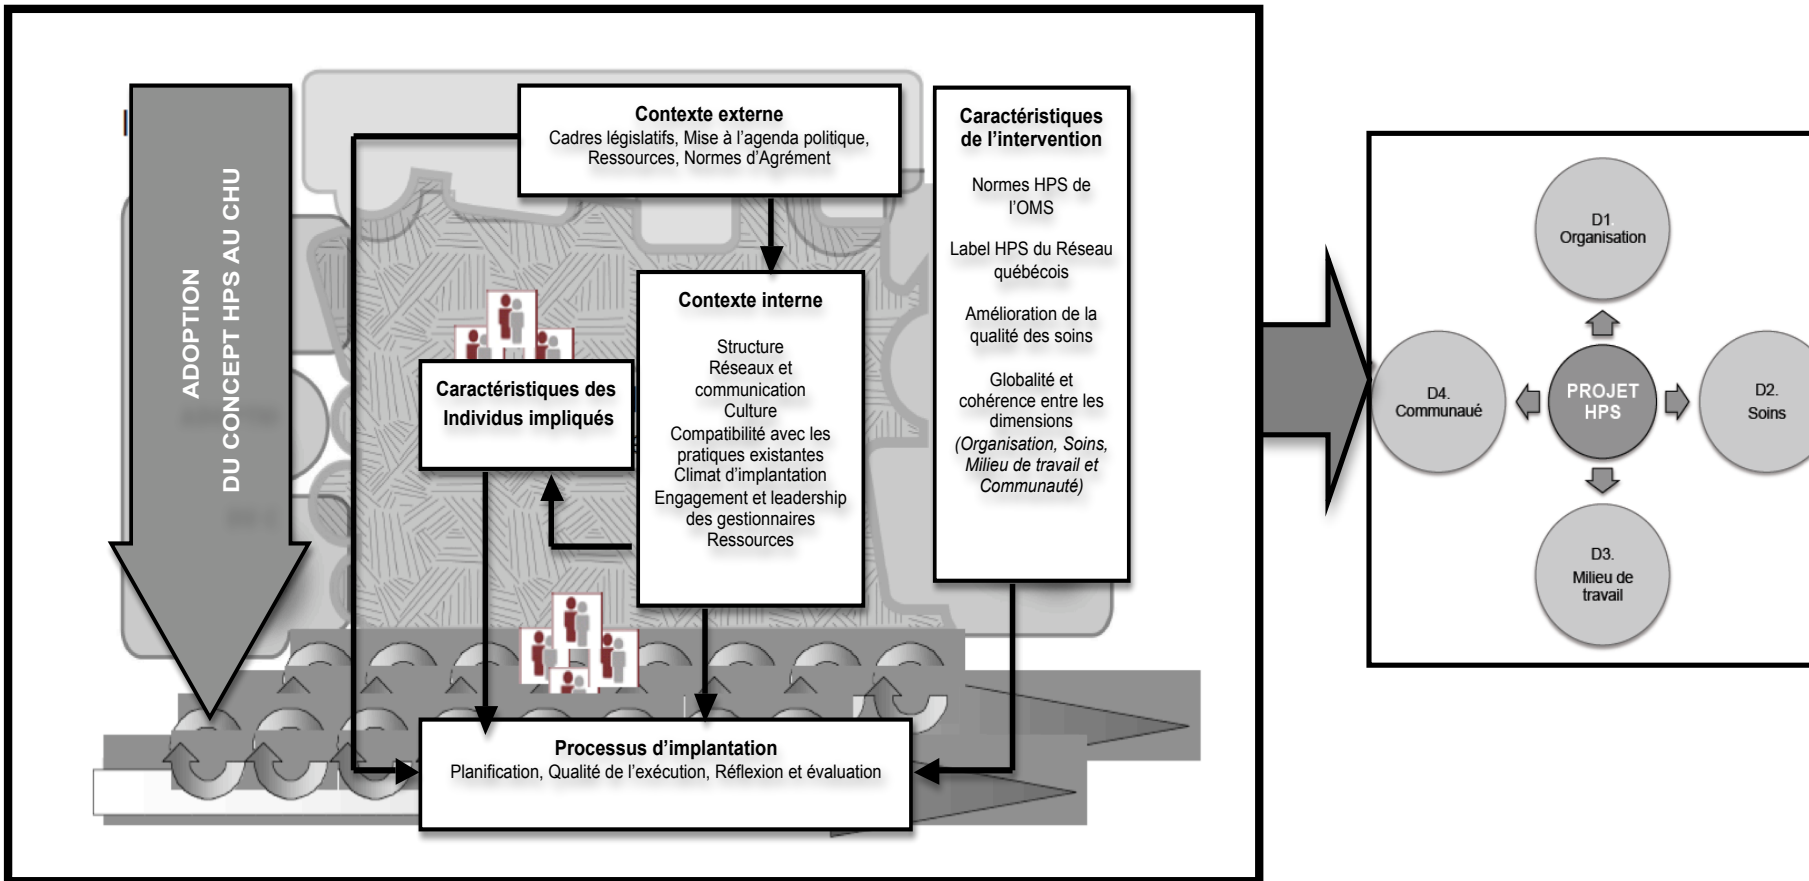 ADOPTION
DU CONCEPT HPS AU CHU
Contexte externe
Cadres législatifs, Mise à l’agenda politique,
Ressources, Normes d’Agrément
Caractéristiques
de l’intervention
Normes HPS de
l’OMS
Label HPS du Réseau
québécois
Amélioration de la
qualité des soins
Globalité et
cohérence entre les
dimensions
(Organisation, Soins,
Milieu de travail et
Communauté)
Contexte interne
Structure
Réseaux et
communication
Culture
Compatibilité avec les
pratiques existantes
Climat d’implantation
Engagement et leadership
des gestionnaires
Ressources
Caractéristiques des
Individus impliqués
Processus d’implantation
Planification, Qualité de l’exécution, Réflexion et évaluation
D1.
Organisation
D4.
Communaué
PROJET
HPS
D2.
Soins
D3.
Milieu de
travail